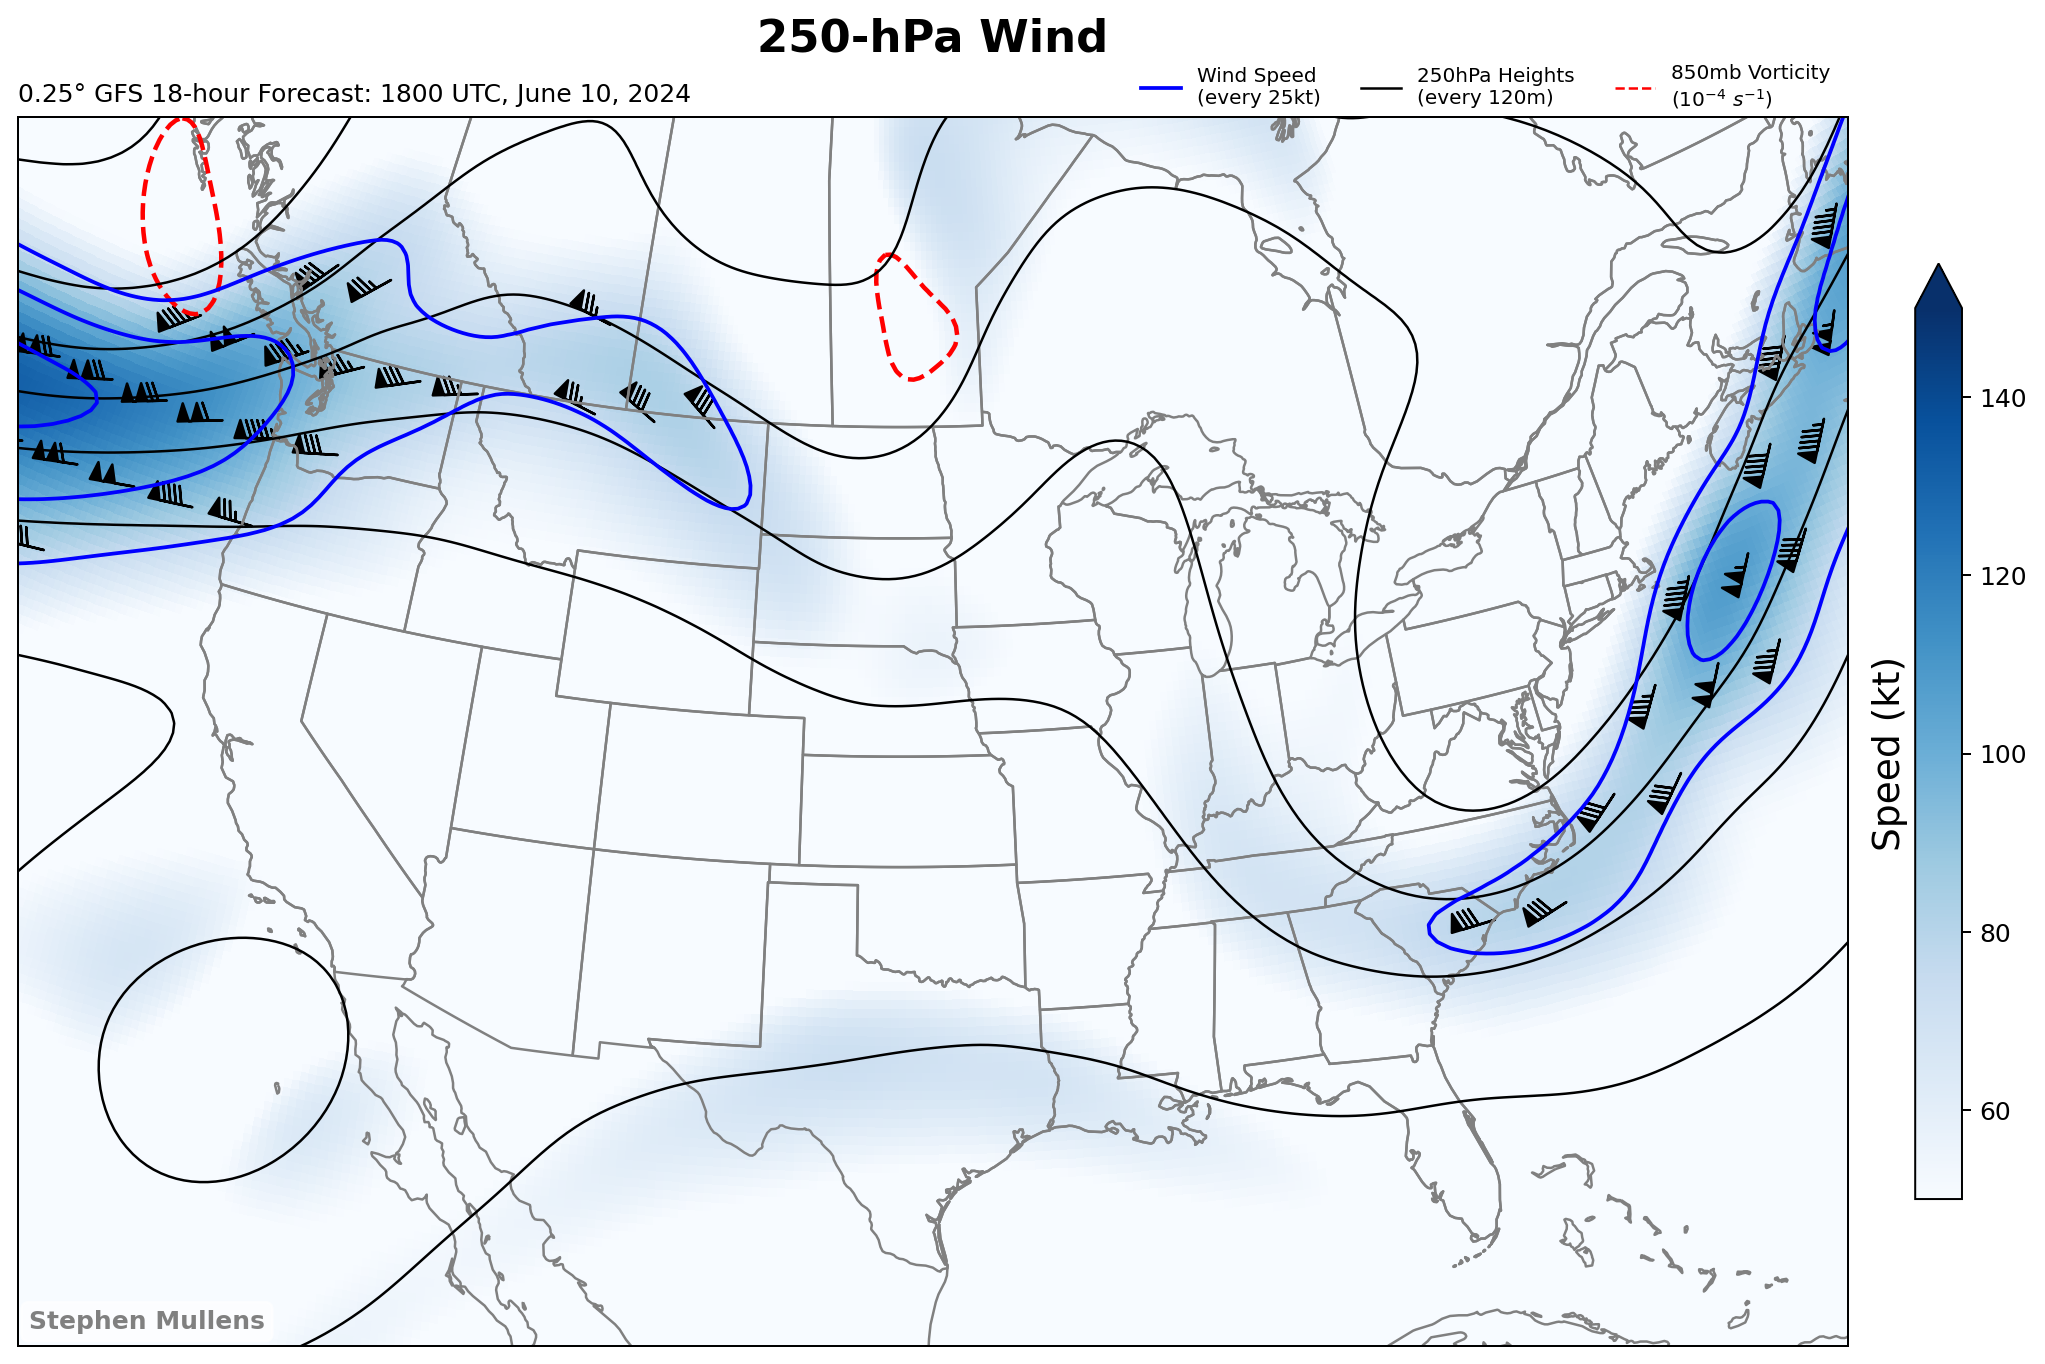 250-hPa Wind
0.25° GFS 18-hour Forecast: 1800 UTC, June 10, 2024
Wind Speed
(every 25kt)
250hPa Heights
(every 120m)
850mb Vorticity
(10⁻⁴ s⁻¹)
140
120
100
80
60
Speed (kt)
Stephen Mullens